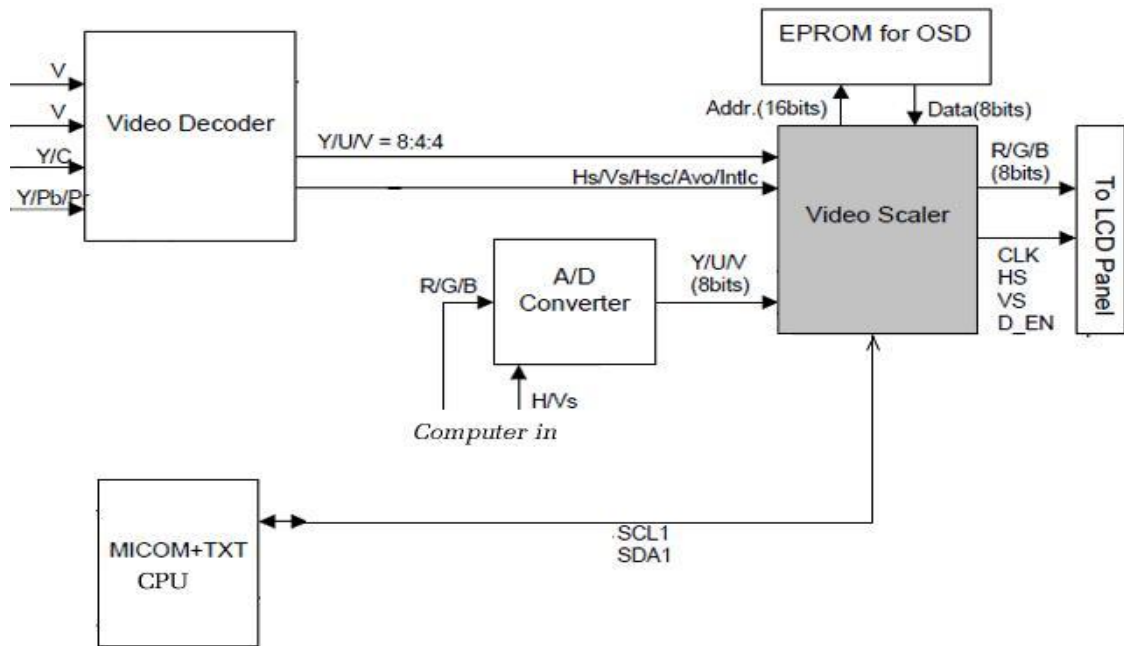 EPROM for OSD
V
V
Y/C
Y/Pb/P
Video Decoder
Y/U/V = 8:4:4
Hs/Vs/Hsc/Avo/Intlc
Addr.(16bits)
Data(8bits)
Video Scaler
R/G/B
(8bits)
CLK
HS
VS
D_EN
To LCD Panel
R/G/B
A/D
Converter
Y/U/V
(8bits)
H/Vs
Computer in
MICOM+TXT
CPU
SCL1
SDA1